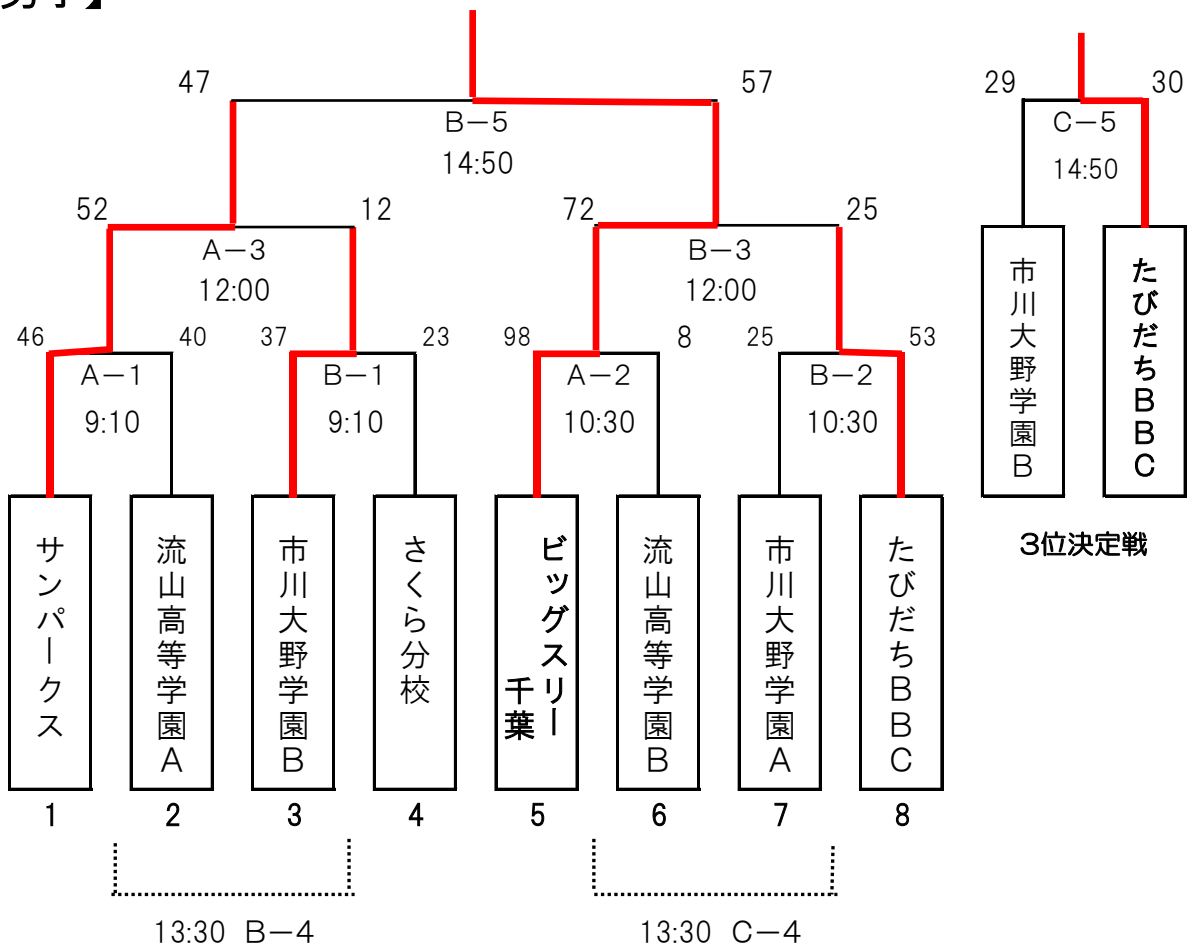 男子】
47 57
B－5
14:50
29 30
C－5
14:50
52 12 72 25
A－3 B－3
12:00 12:00
46 40 37 23 98 8 25 53
A－1 B－1 A－2 B－2
9:10 9:10 10:30 10:30
市川大野学園B
たびだちBBC
3位決定戦
サンパークス
流山高等学園A
市川大野学園B
さくら分校
ビッグスリー
千葉
流山高等学園B
市川大野学園A
たびだちBBC
1 2 3 4 5 6 7 8
13:30 B－4 13:30 C－4